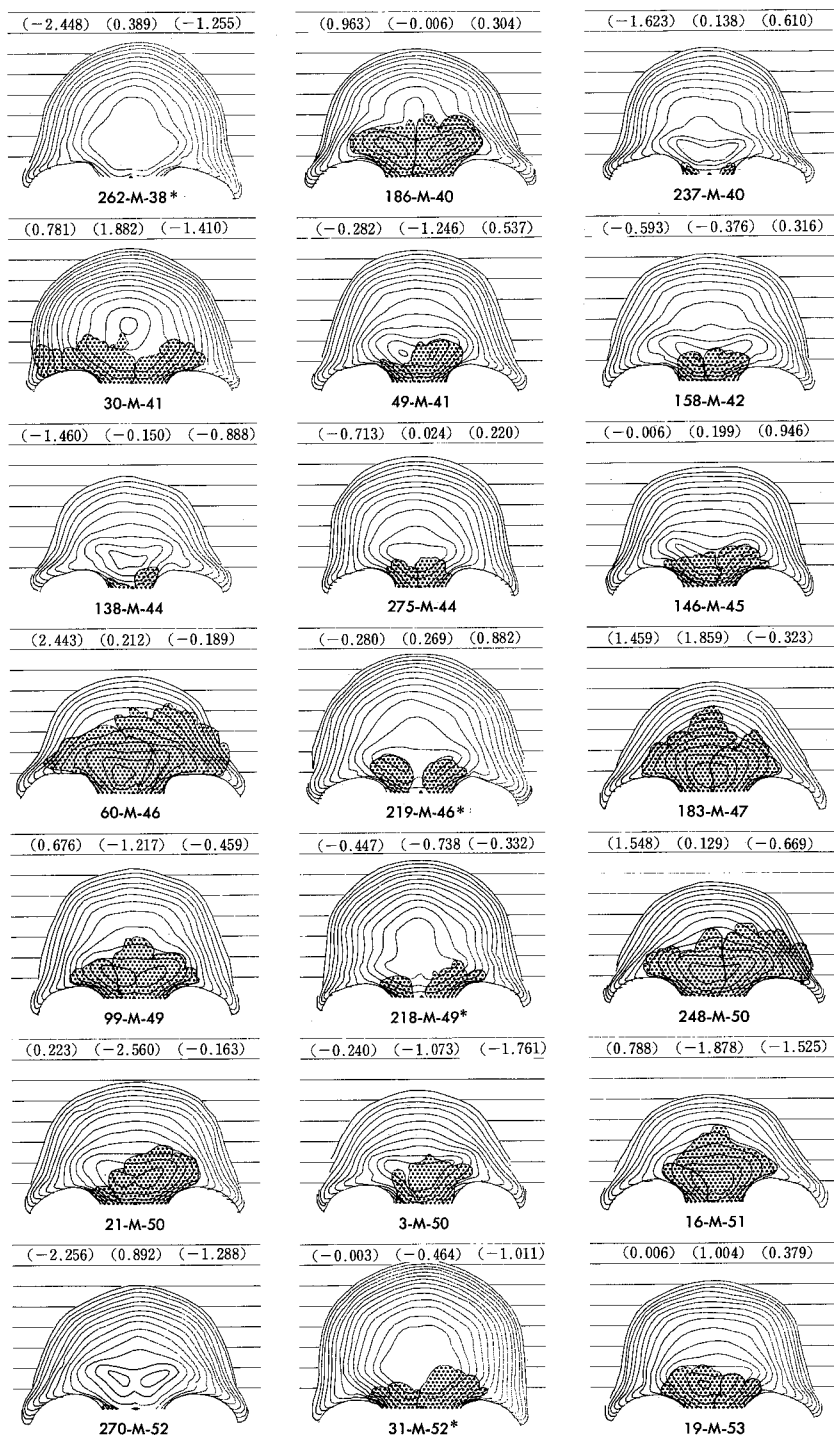 (−2.448) (0.389) (−1.255) (0.963) (−0.006) (0.304) (−1.623) (0.138) (0.610)
262-M-38* 186-M-40 237-M-40
(0.781) (1.882) (−1.410) (−0.282) (−1.246) (0.537) (−0.593) (−0.376) (0.316)
30-M-41 49-M-41 158-M-42
(−1.460) (−0.150) (−0.888) (−0.713) (0.024) (0.220) (−0.006) (0.199) (0.946)
138-M-44 275-M-44 146-M-45
(2.443) (0.212) (−0.189) (−0.280) (0.269) (0.882) (1.459) (1.859) (−0.323)
60-M-46 219-M-46* 183-M-47
(0.676) (−1.217) (−0.459) (−0.447) (−0.738) (−0.332) (1.548) (0.129) (−0.669)
99-M-49 218-M-49* 248-M-50
(0.223) (−2.560) (−0.163) (−0.240) (−1.073) (−1.761) (0.788) (−1.878) (−1.525)
21-M-50 3-M-50 16-M-51
(−2.256) (0.892) (−1.288) (−0.003) (−0.464) (−1.011) (0.006) (1.004) (0.379)
270-M-52 31-M-52* 19-M-53